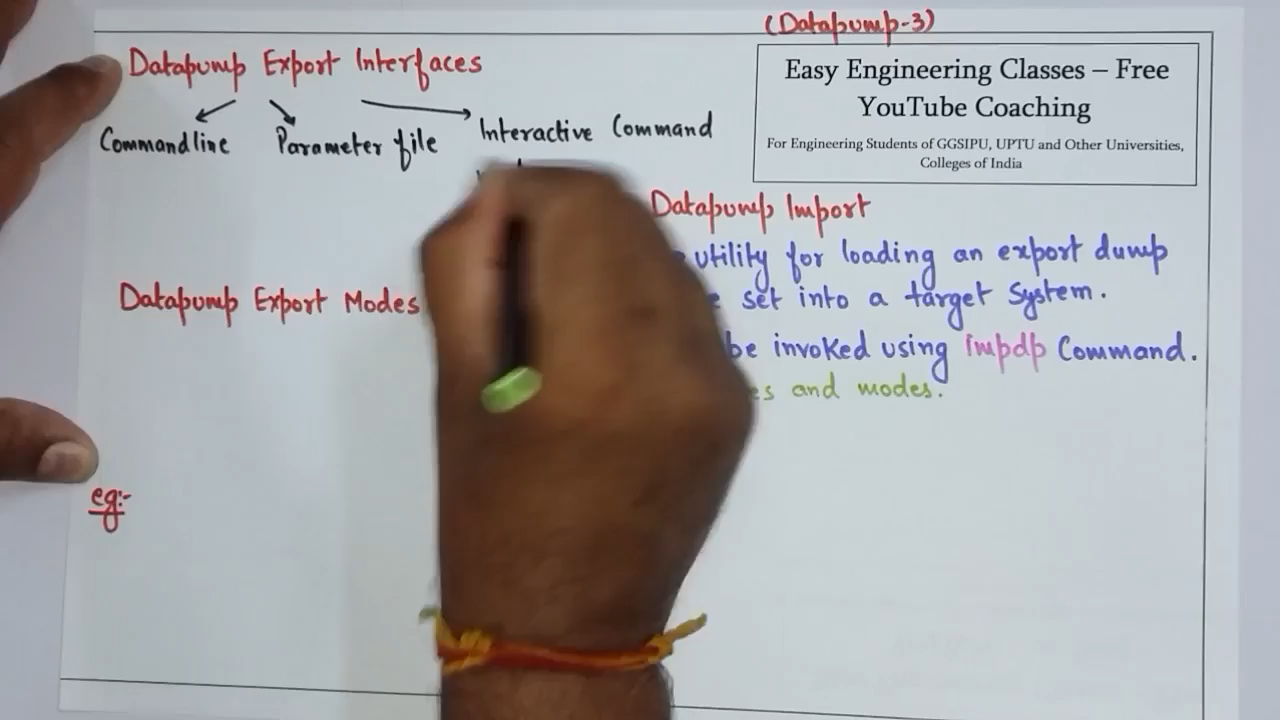 (Datapump-3)
Datapump Export Interfaces
Commandline
Parameter file
Interactive Command
Datapump Export Modes
eg:-
Easy Engineering Classes – Free
YouTube Coaching
For Engineering Students of GGSIPU, UPTU and Other Universities,
Colleges of India
Datapump Import
utility for loading an export dump
set into a target System.
be invoked using impdp Command.
and modes.